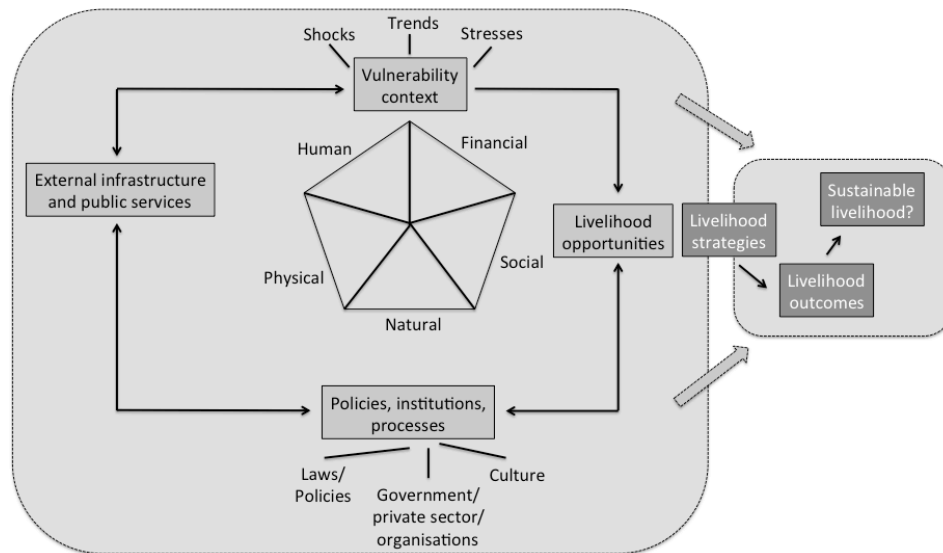 Shocks
Trends
Stresses
Vulnerability
context
Human
Financial
External infrastructure
and public services
Livelihood
opportunities
Livelihood
strategies
Sustainable
livelihood?
Livelihood
outcomes
Physical
Social
Natural
Policies, institutions,
processes
Laws/
Policies
Government/
private sector/
organisations
Culture